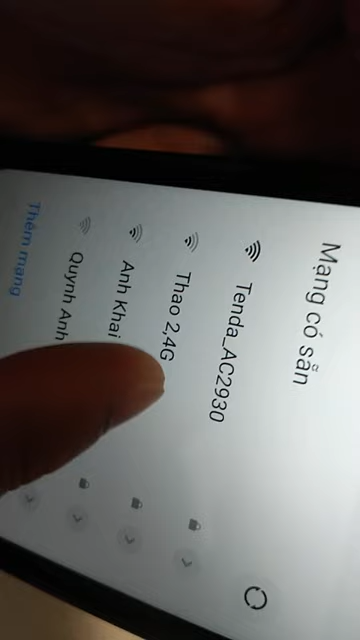 Mạng có sẵn
Tenda_AC2930
Thao 2,4G
Anh Khai
Quynh Anh
Thêm mạng